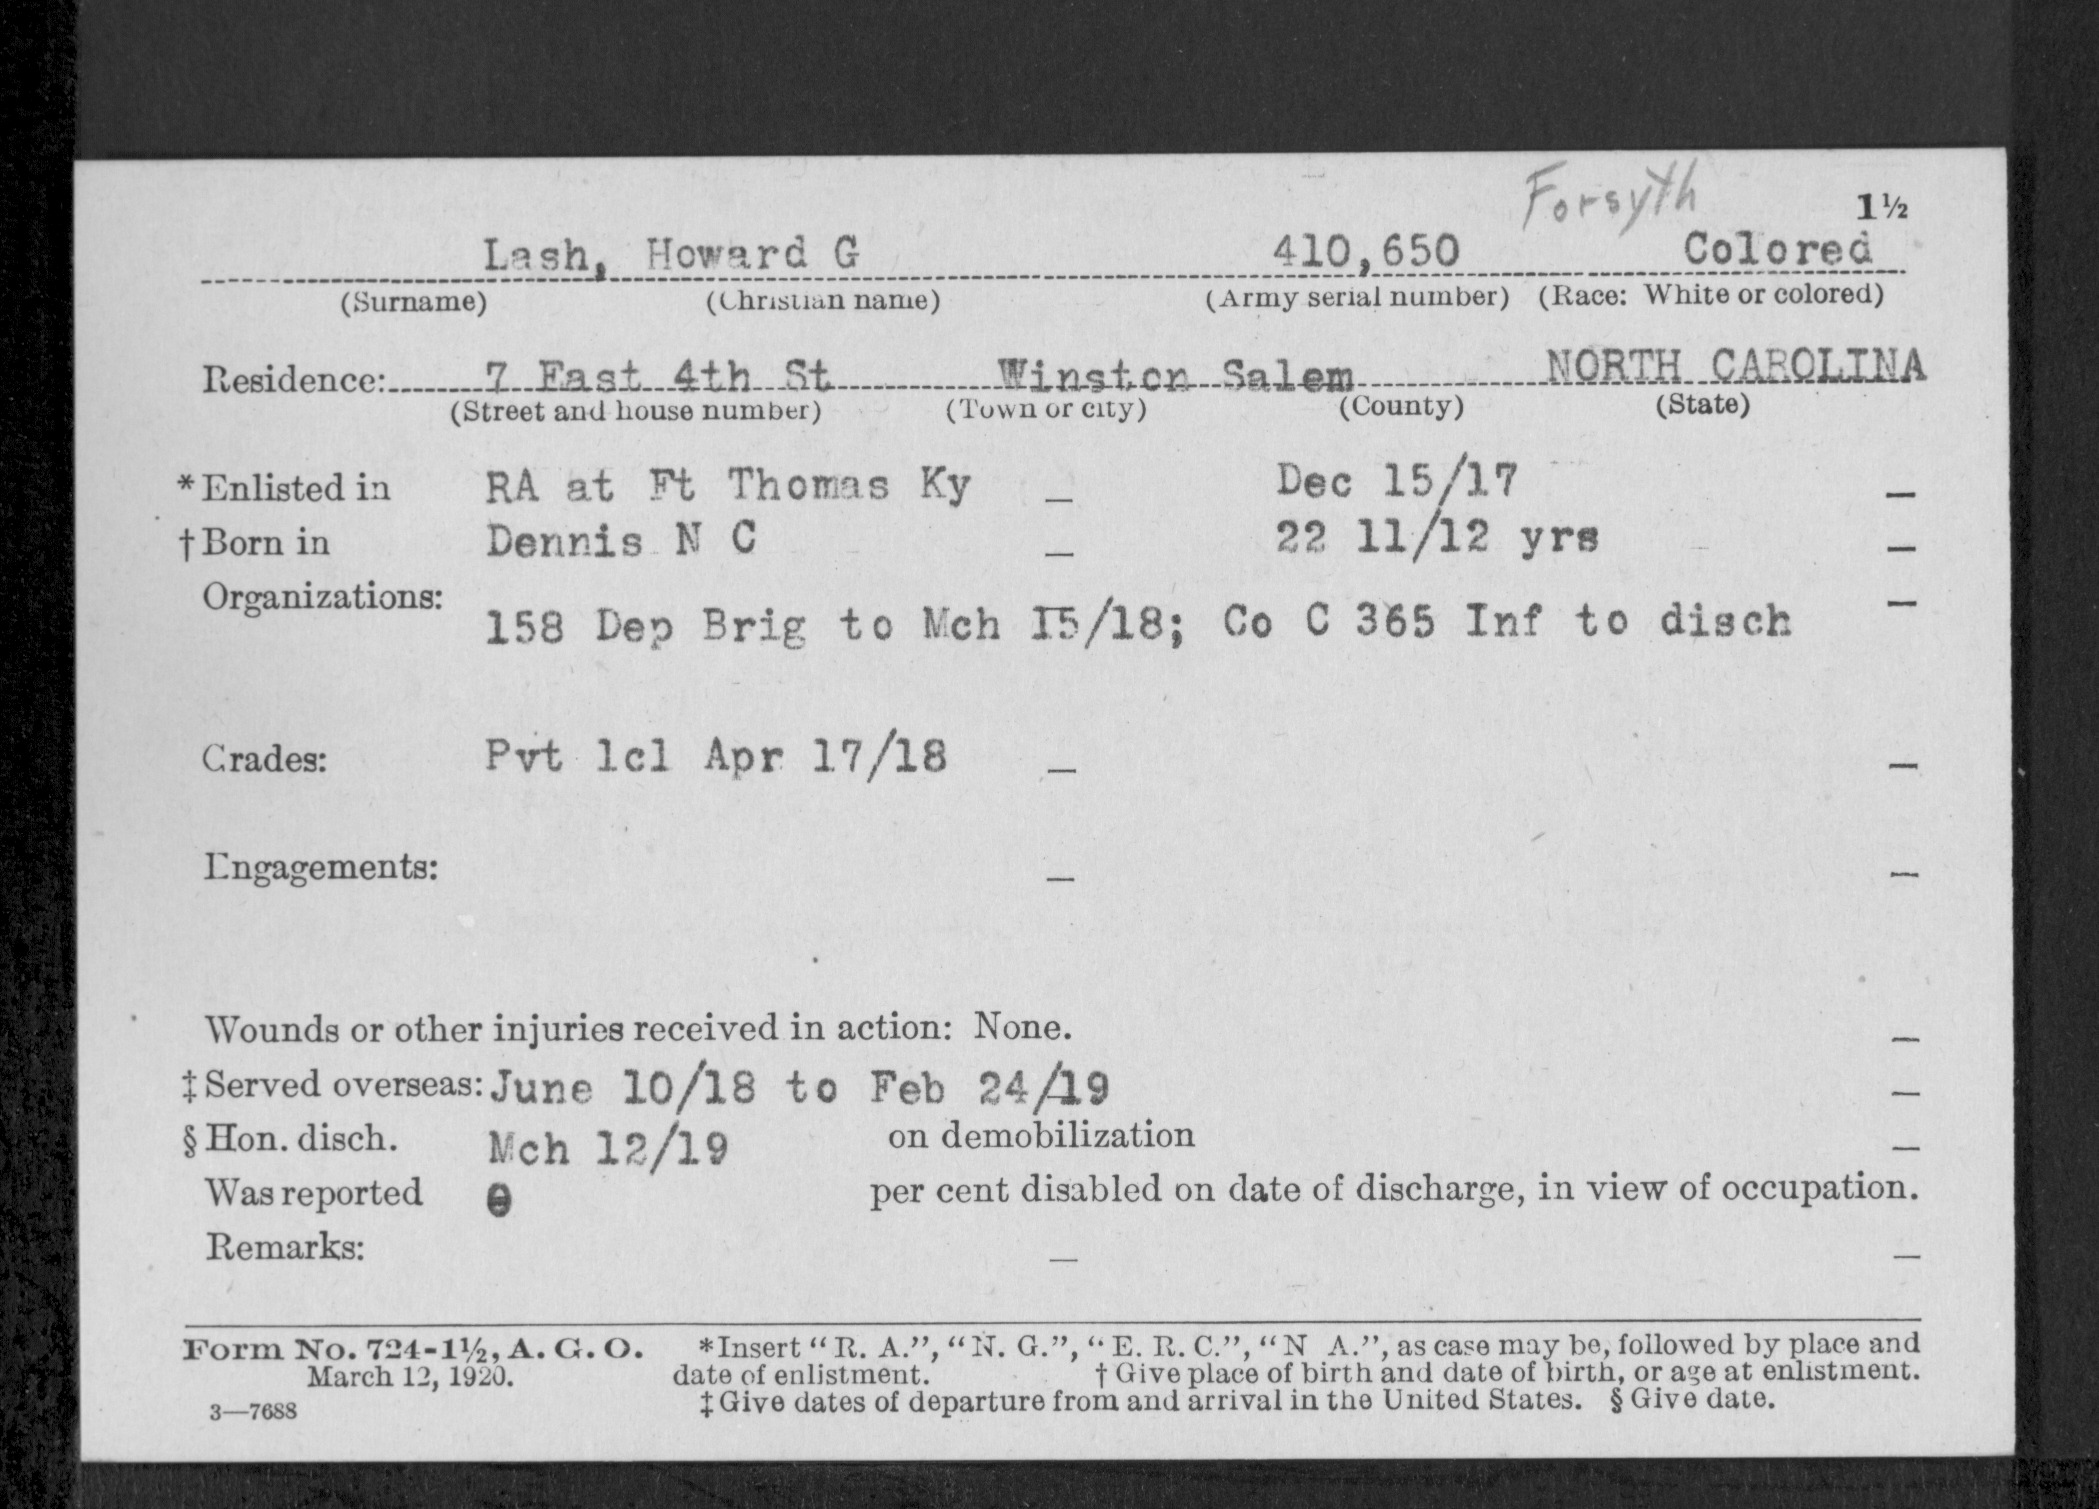 Forsyth
1½
Lash, Howard G 410,650 Colored
(Surname) (Christian name) (Army serial number) (Race: White or colored)
Residence: 7 East 4th St Winston Salem NORTH CAROLINA
(Street and house number) (Town or city) (County) (State)
*Enlisted in RA at Ft Thomas Ky — Dec 15/17 —
†Born in Dennis N C — 22 11/12 yrs —
Organizations: —
158 Dep Brig to Mch 15/18; Co C 365 Inf to disch
Grades: Pvt 1cl Apr 17/18 — —
Engagements: — —
Wounds or other injuries received in action: None. —
‡Served overseas: June 10/18 to Feb 24/19 —
§Hon. disch. Mch 12/19 on demobilization —
Was reported 0 per cent disabled on date of discharge, in view of occupation.
Remarks: — —
Form No. 724-1½, A. G. O. *Insert "R. A.", "N. G.", "E. R. C.", "N A.", as case may be, followed by place and
March 12, 1920. date of enlistment. †Give place of birth and date of birth, or age at enlistment.
3—7688 ‡Give dates of departure from and arrival in the United States. §Give date.